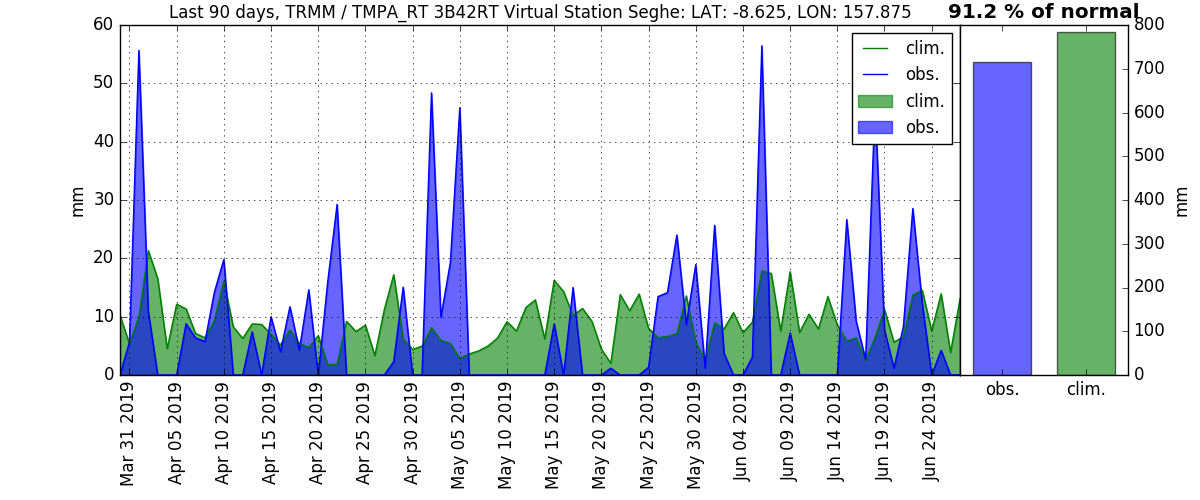 Last 90 days, TRMM / TMPA_RT 3B42RT Virtual Station Seghe: LAT: -8.625, LON: 157.875
91.2 % of normal
60
50
40
30
20
10
0
mm
clim.
obs.
clim.
obs.
800
700
600
500
400
300
200
100
0
mm
obs.
clim.
Mar 31 2019
Apr 05 2019
Apr 10 2019
Apr 15 2019
Apr 20 2019
Apr 25 2019
Apr 30 2019
May 05 2019
May 10 2019
May 15 2019
May 20 2019
May 25 2019
May 30 2019
Jun 04 2019
Jun 09 2019
Jun 14 2019
Jun 19 2019
Jun 24 2019